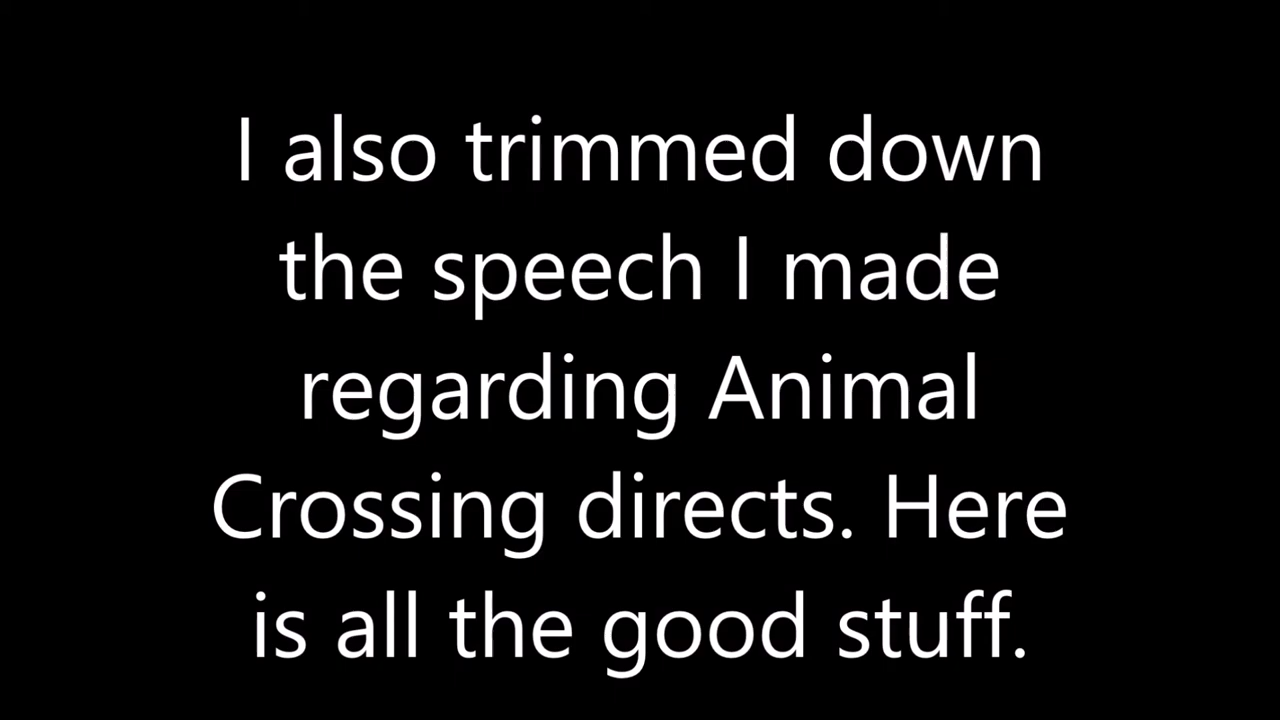 I also trimmed down
the speech I made
regarding Animal
Crossing directs. Here
is all the good stuff.